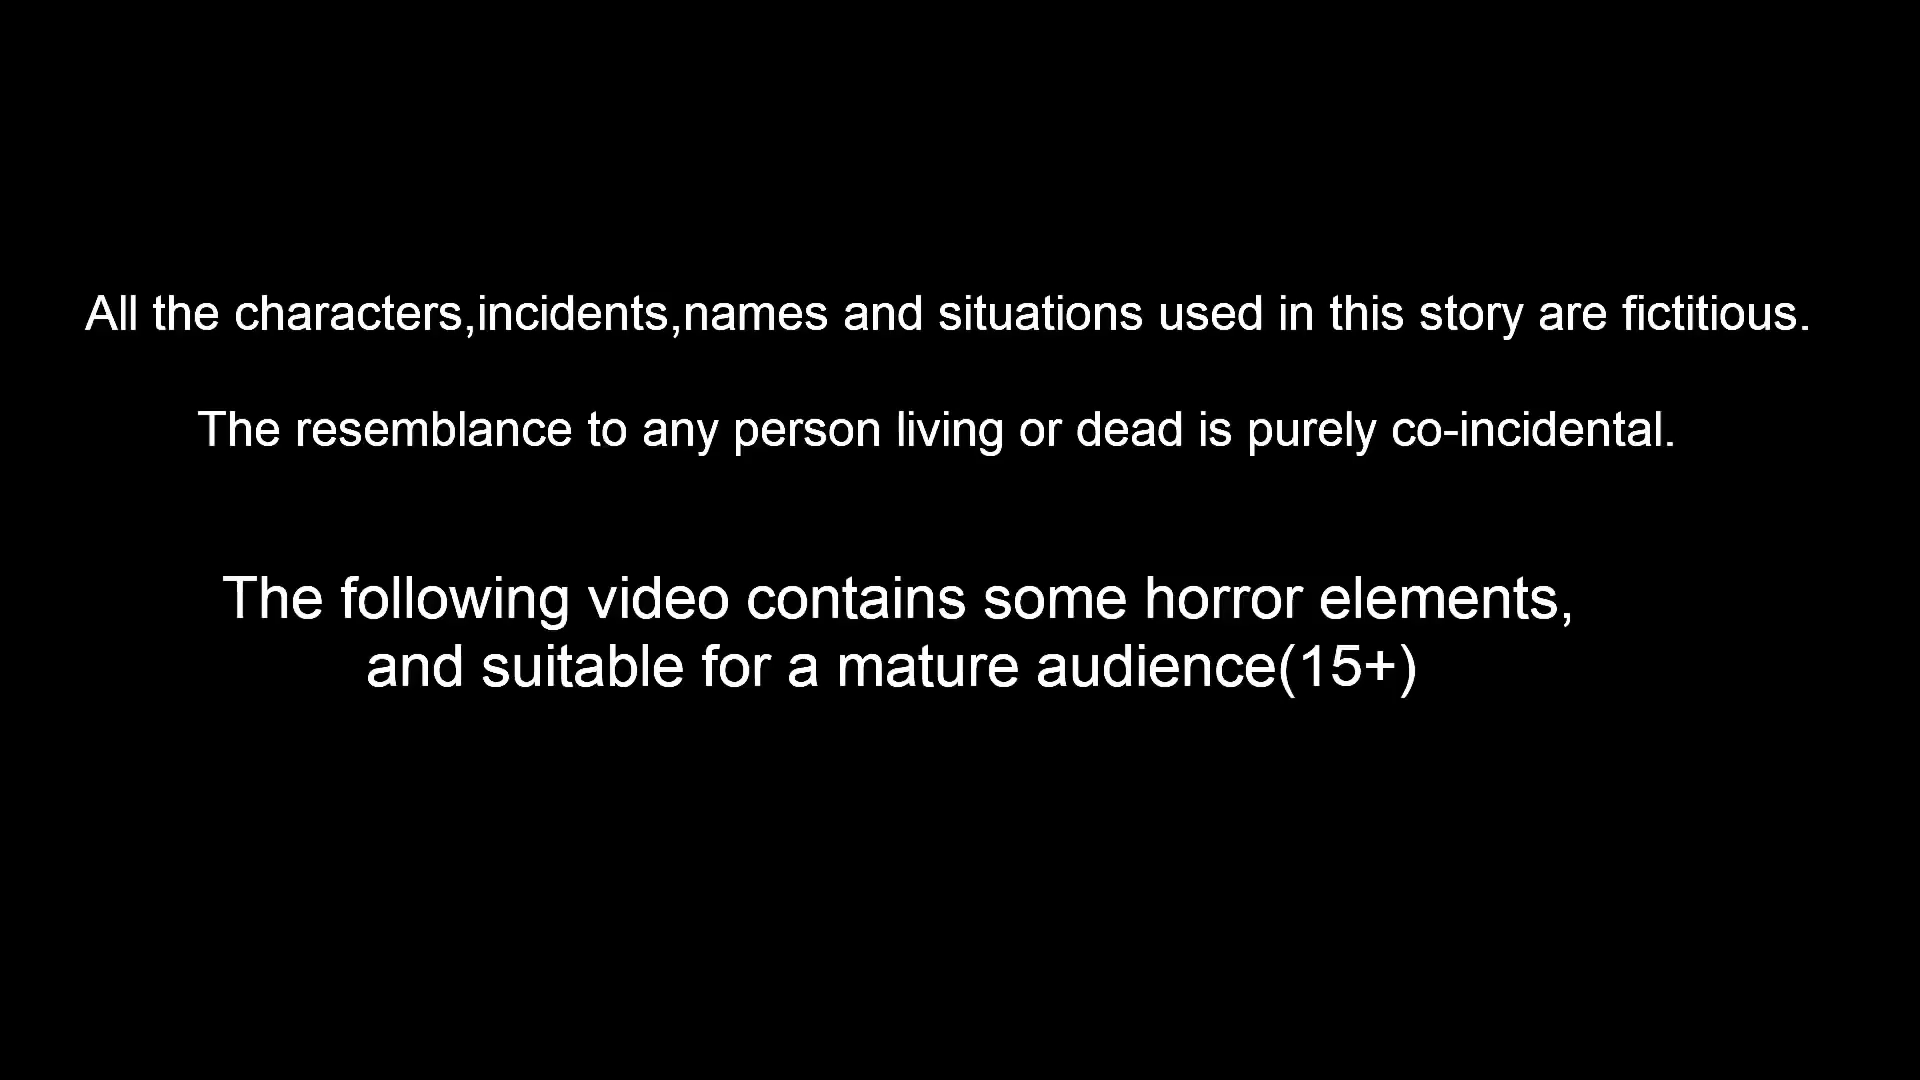 All the characters,incidents,names and situations used in this story are fictitious.
The resemblance to any person living or dead is purely co-incidental.
The following video contains some horror elements,
and suitable for a mature audience(15+)